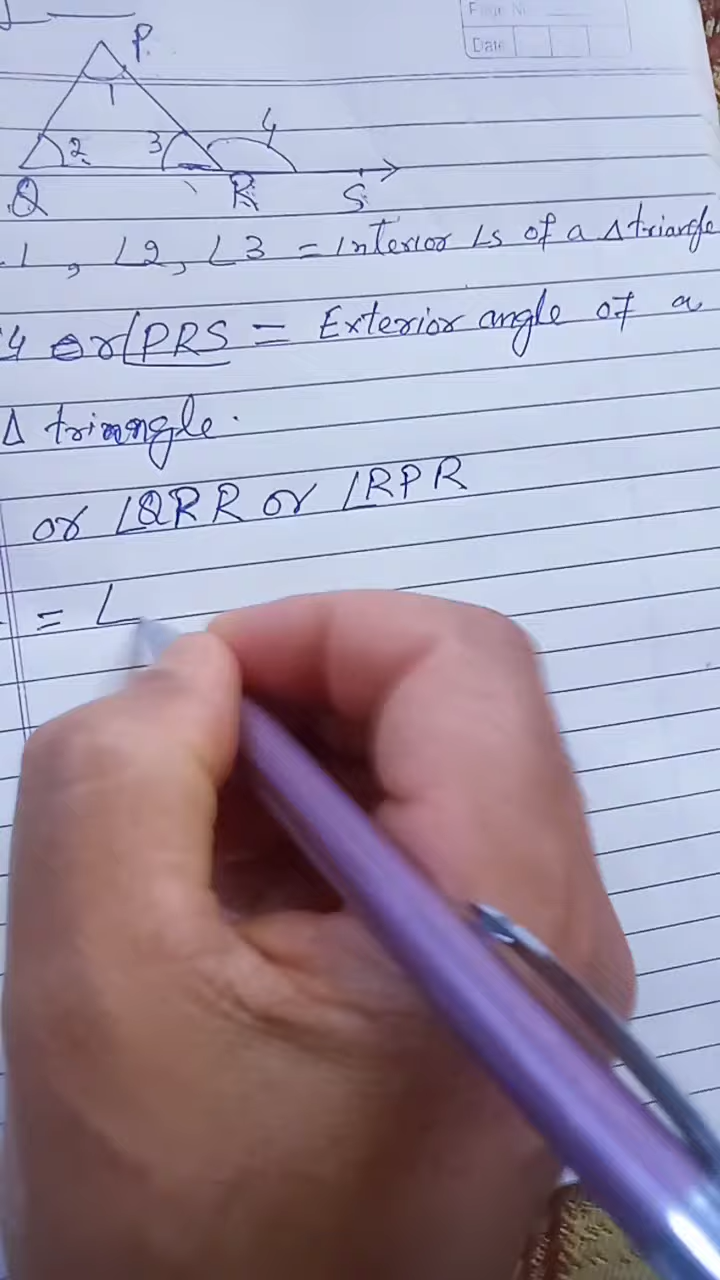 Date
P.
1
2 3 4
Q R S
1, ∠2, ∠3 = Interior ∠s of a Δ triangle
4 or ∠PRS = Exterior angle of a
Δ triangle.
or ∠QRR or ∠RPR
= ∠